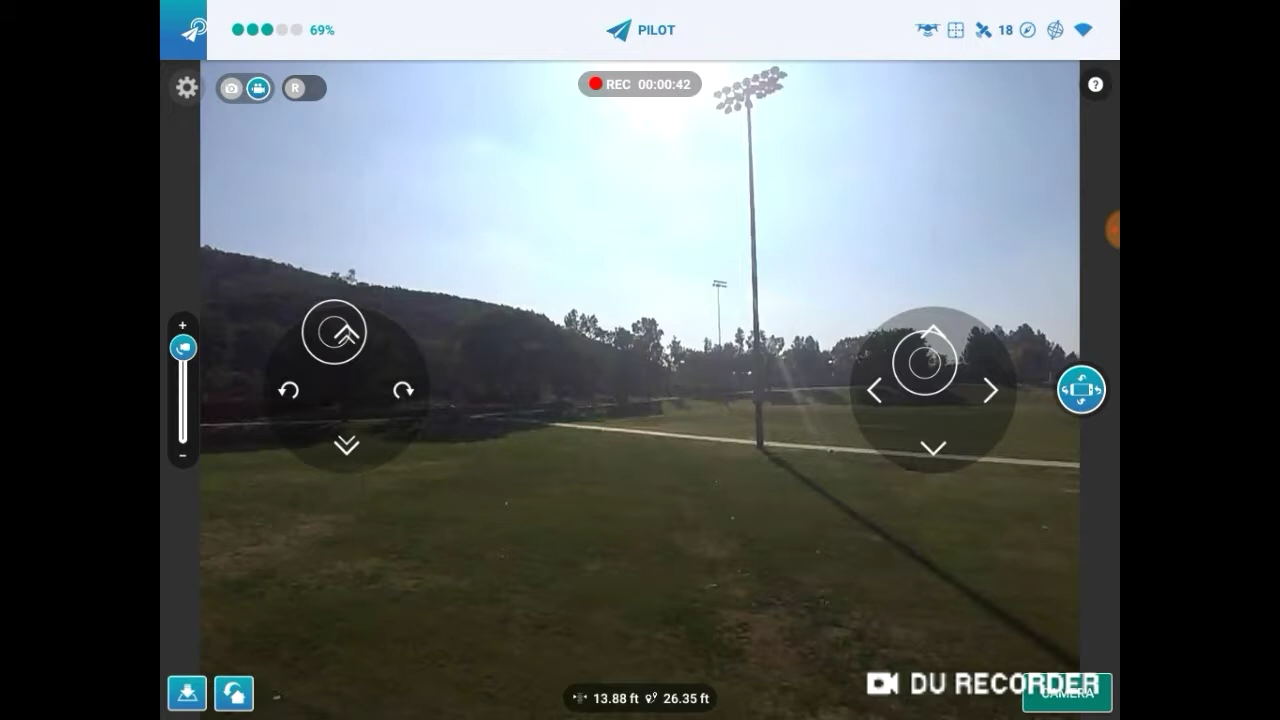 69%
PILOT
18
R
REC 00:00:42
?
+
-
13.88 ft 26.35 ft
DU RECORDER
CAMERA